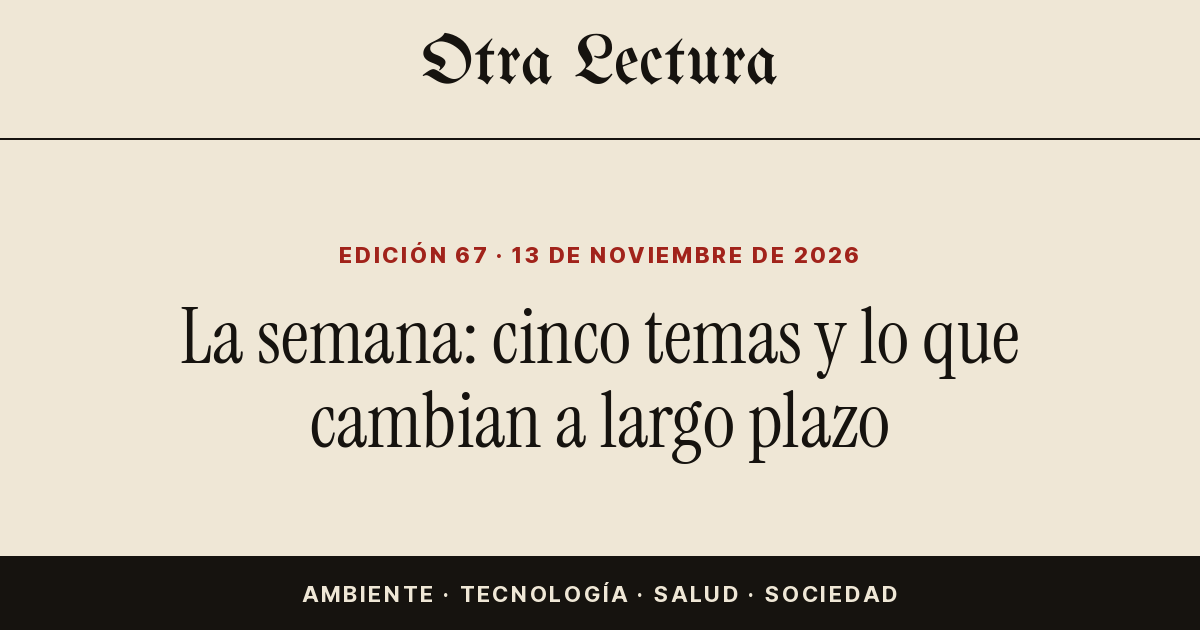 Otra Lectura
EDICIÓN 67 · 13 DE NOVIEMBRE DE 2026
La semana: cinco temas y lo que
cambian a largo plazo
AMBIENTE · TECNOLOGÍA · SALUD · SOCIEDAD